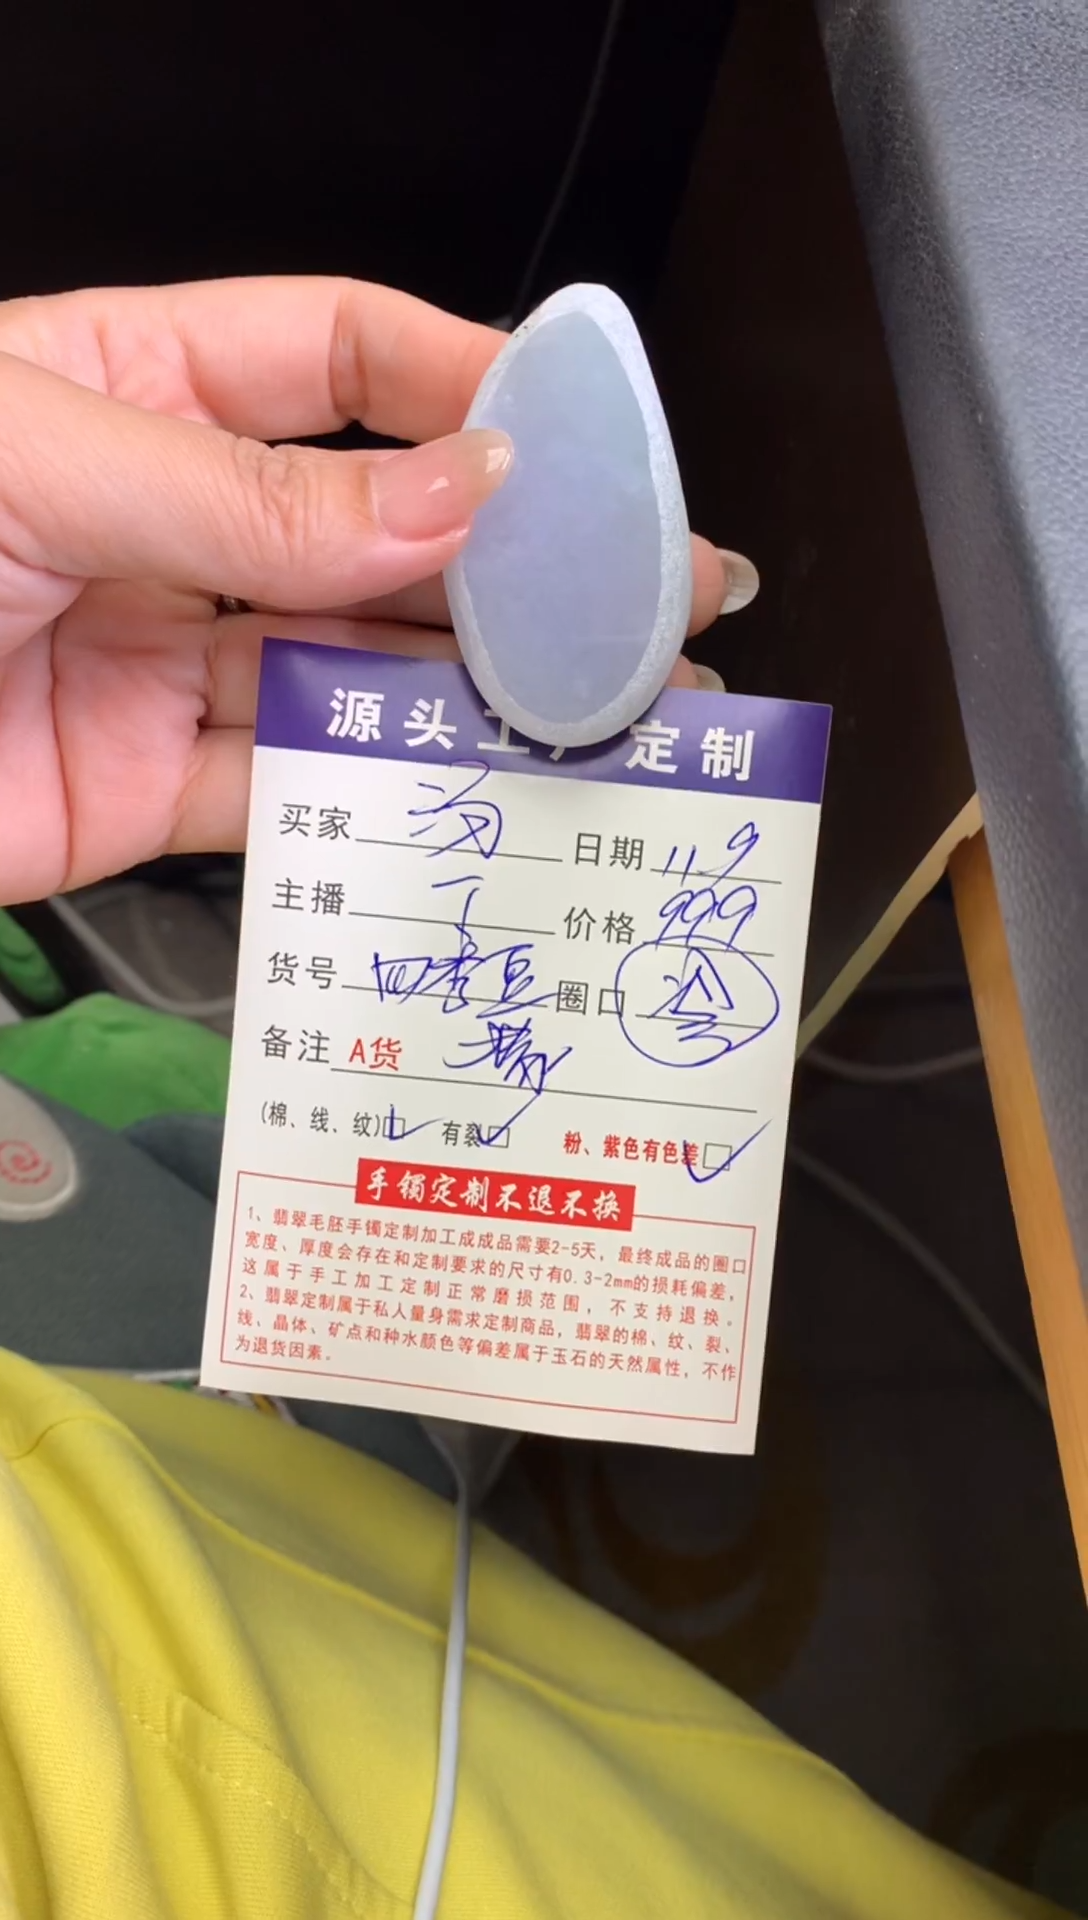 源头工厂定制
买家 汤 日期 11.9
主播 丁 价格 999
货号 四季豆 圈口
备注 A货
(棉、线、纹)□ 有裂□ 粉、紫色有色差□
手镯定制不退不换
1、翡翠毛胚手镯定制加工成成品需要2-5天，最终成品的圈口
宽度、厚度会存在和定制要求的尺寸有0.3-2mm的损耗偏差，
这属于手工加工定制正常磨损范围，不支持退换。
2、翡翠定制属于私人量身需求定制商品，翡翠的棉、纹、裂、
线、晶体、矿点和种水颜色等偏差属于玉石的天然属性，不作
为退货因素。